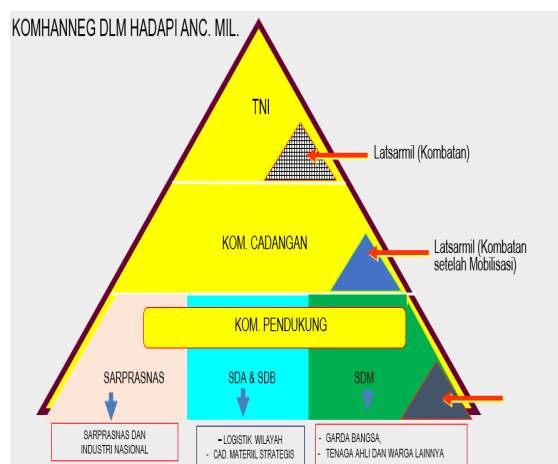 KOMHANNEG DLM HADAPI ANC. MIL.
TNI
Latsarmil (Kombatan)
KOM. CADANGAN
Latsarmil (Kombatan
setelah Mobilisasi)
KOM. PENDUKUNG
SARPRASNAS
SDA & SDB
SDM
SARPRASNAS DAN
INDUSTRI NASIONAL
- LOGISTIK WILAYAH
- CAD. MATERIIL STRATEGIS
- GARDA BANGSA,
- TENAGA AHLI DAN WARGA LAINNYA